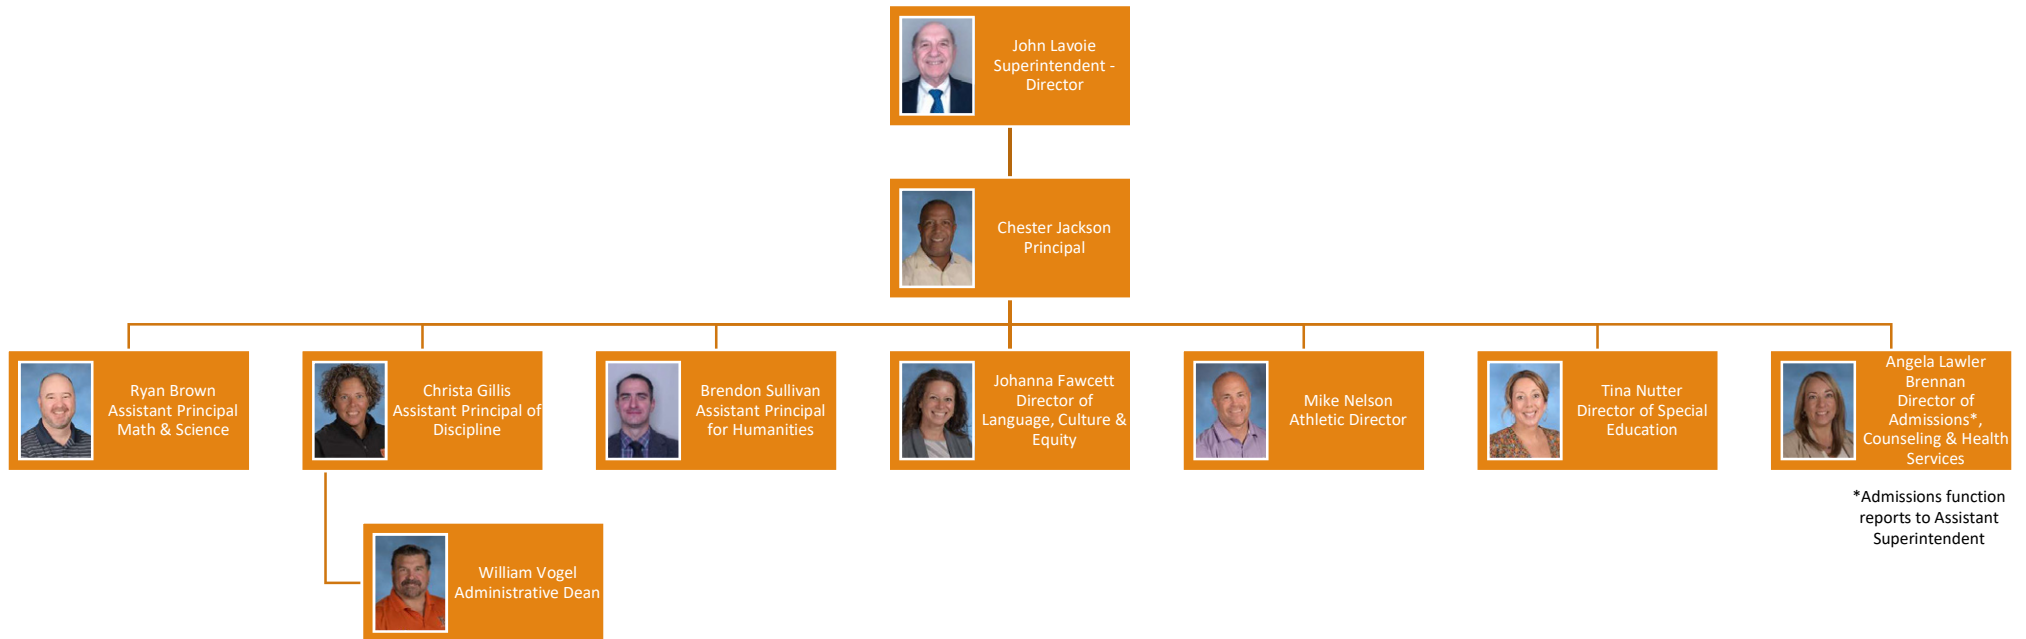 John Lavoie
Superintendent -
Director
Chester Jackson
Principal
Ryan Brown
Assistant Principal
Math & Science
Christa Gillis
Assistant Principal of
Discipline
Brendon Sullivan
Assistant Principal
for Humanities
Johanna Fawcett
Director of
Language, Culture &
Equity
Mike Nelson
Athletic Director
Tina Nutter
Director of Special
Education
Angela Lawler
Brennan
Director of
Admissions*,
Counseling & Health
Services
*Admissions function
reports to Assistant
Superintendent
William Vogel
Administrative Dean